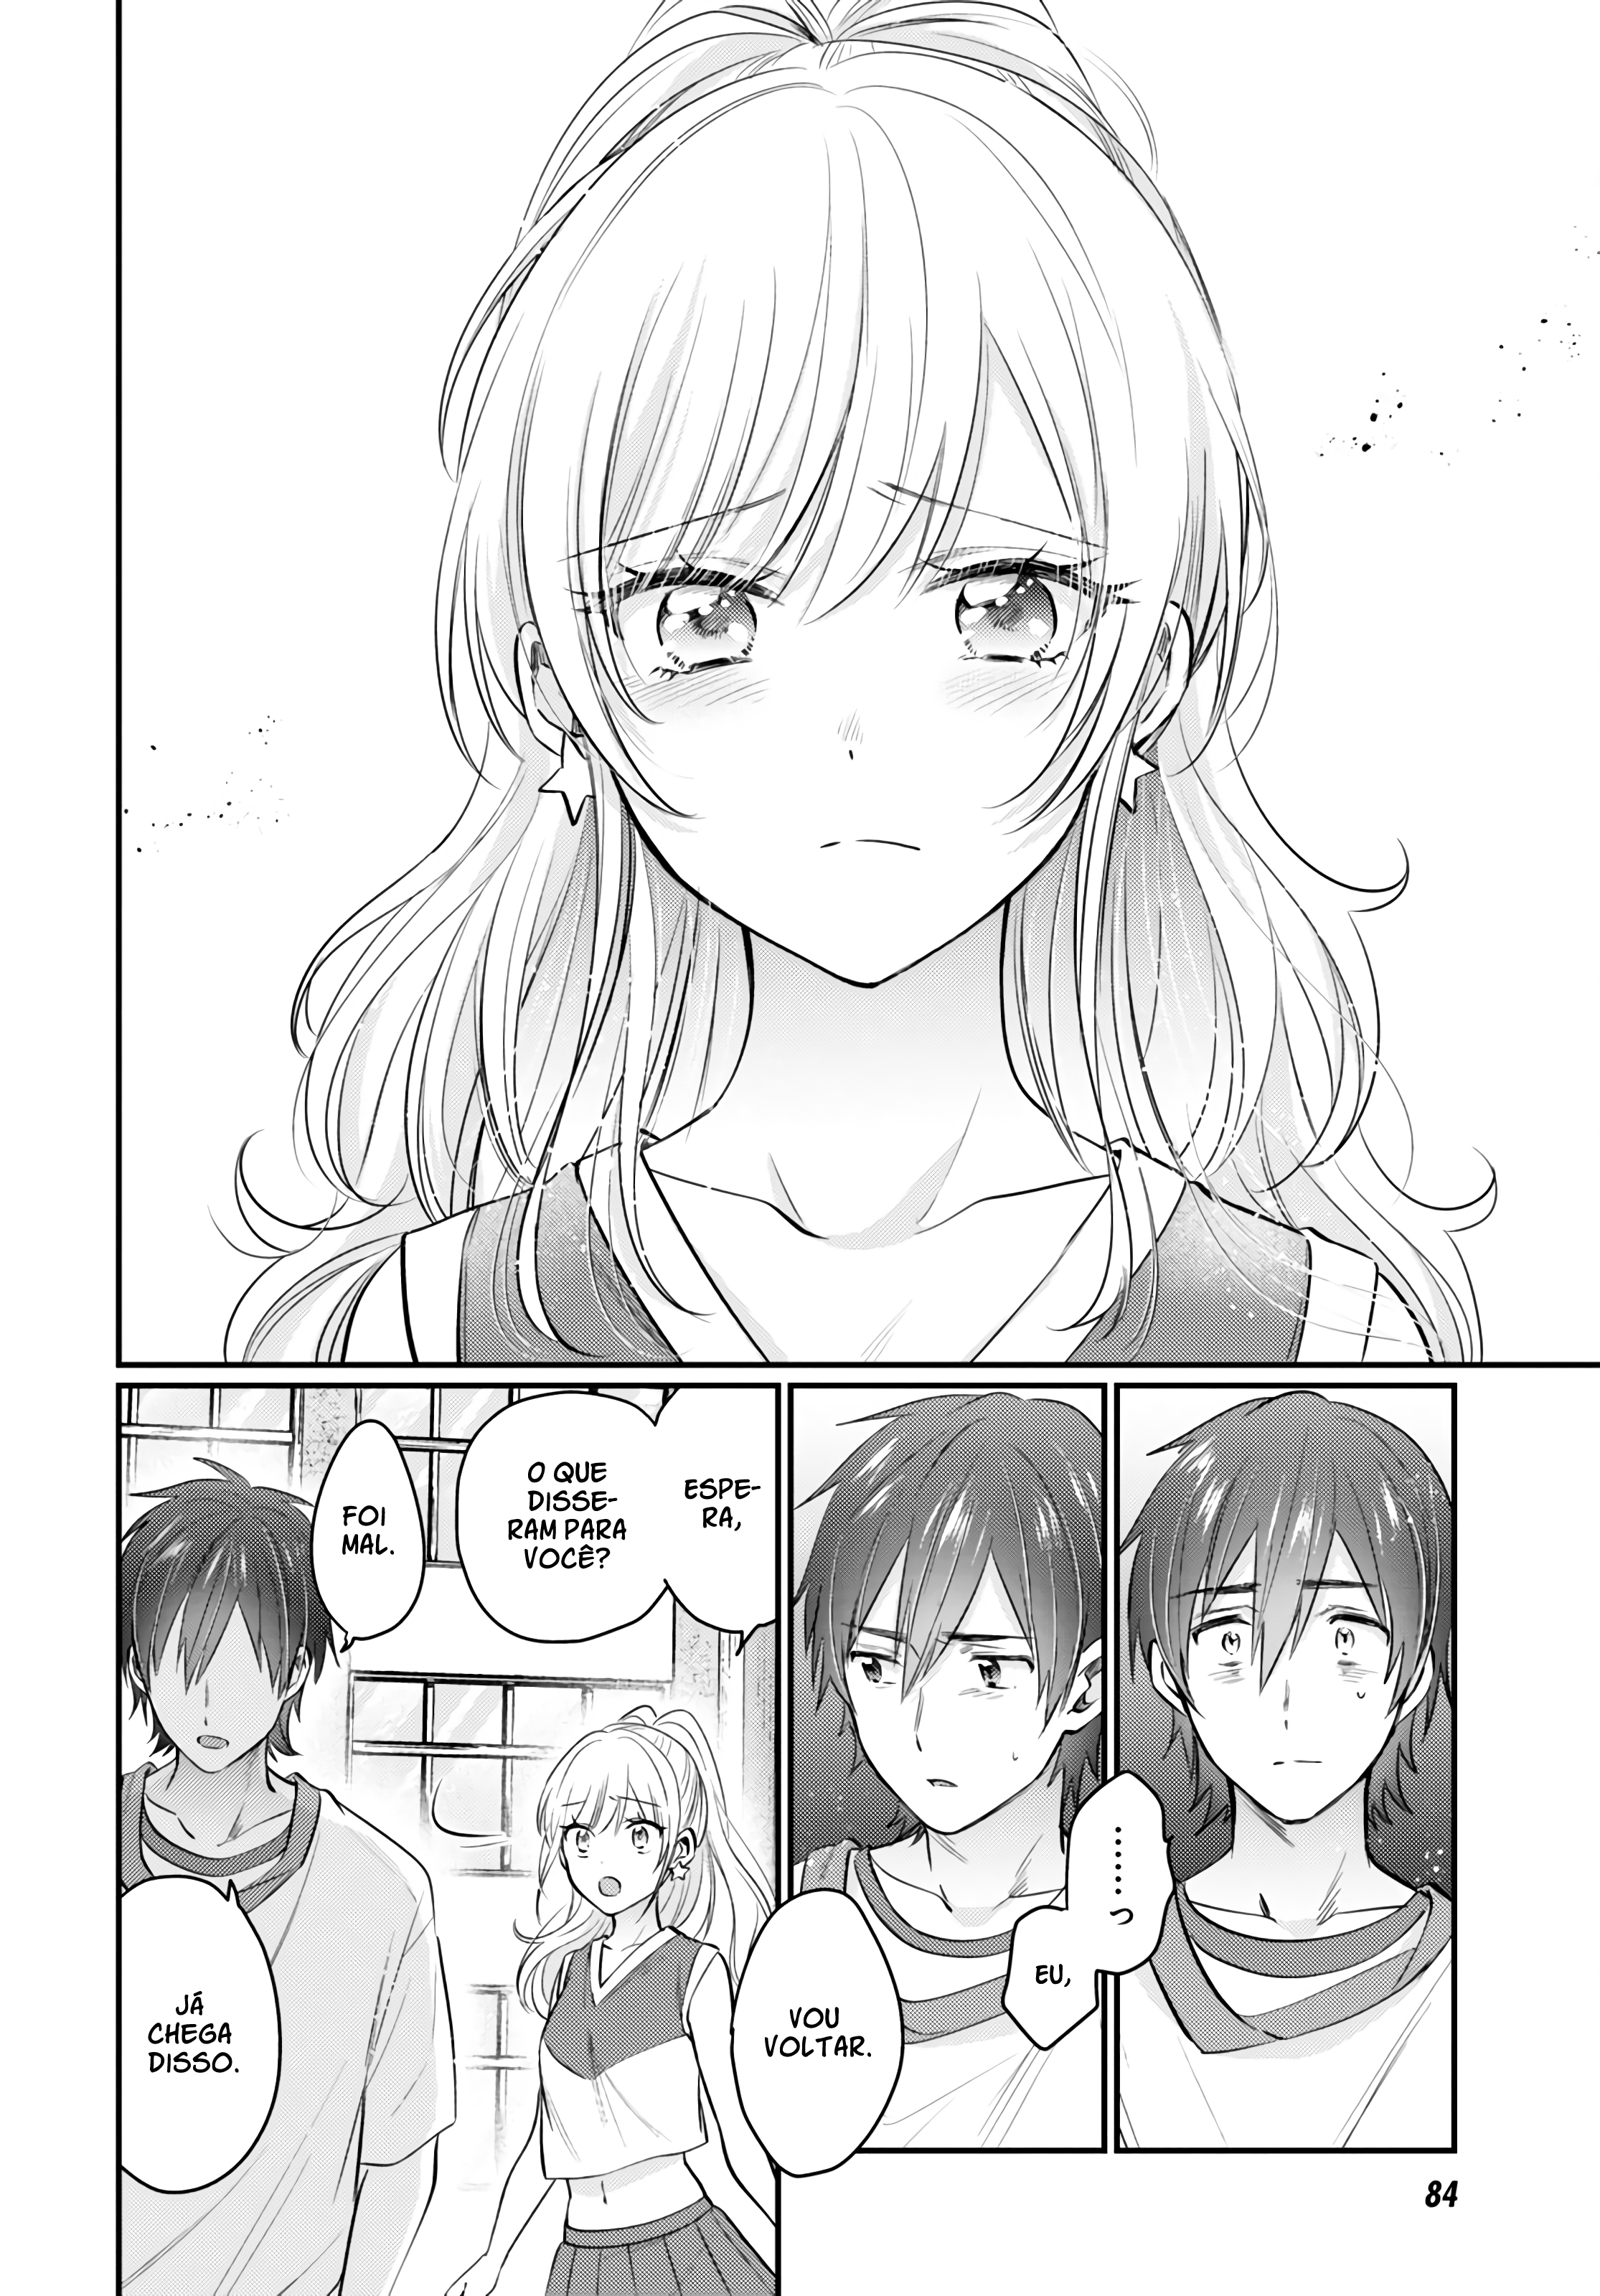 ……っ
EU,
VOU
VOLTAR.
ESPE-
RA,
O QUE
DISSE-
RAM PARA
VOCÊ?
FOI
MAL.
JÁ
CHEGA
DISSO.
84